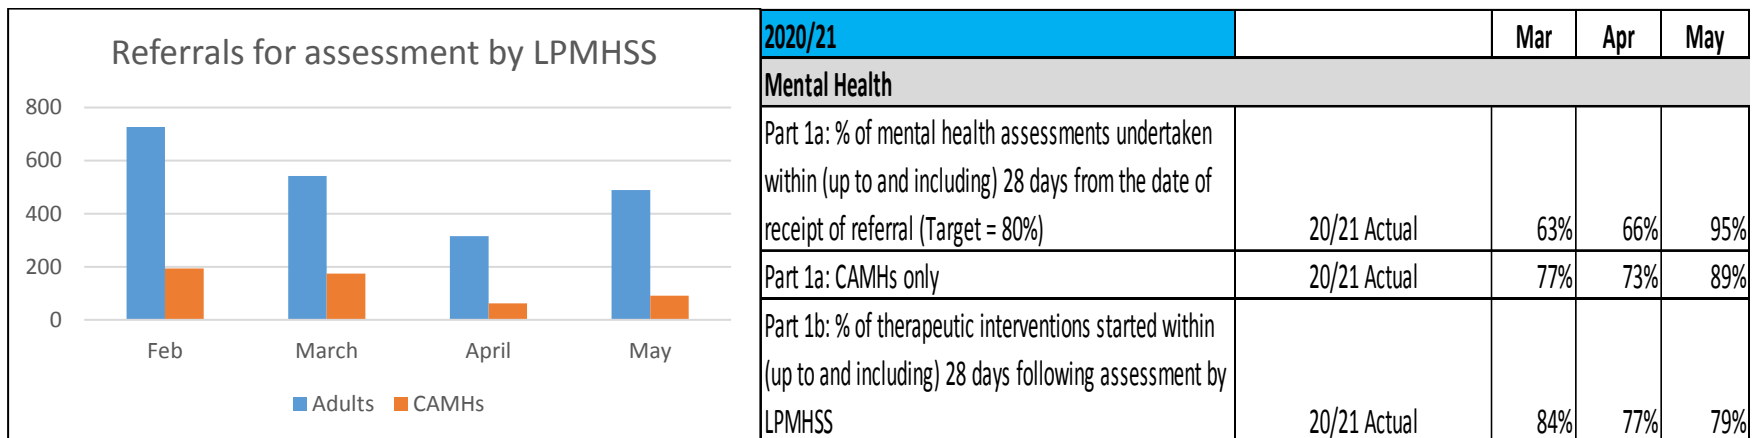 Referrals for assessment by LPMHSS
800
600
400
200
0
Feb March April May
Adults CAMHs
2020/21 Mar Apr May
Mental Health
Part 1a: % of mental health assessments undertaken
within (up to and including) 28 days from the date of
receipt of referral (Target = 80%) 20/21 Actual 63% 66% 95%
Part 1a: CAMHs only 20/21 Actual 77% 73% 89%
Part 1b: % of therapeutic interventions started within
(up to and including) 28 days following assessment by
LPMHSS 20/21 Actual 84% 77% 79%